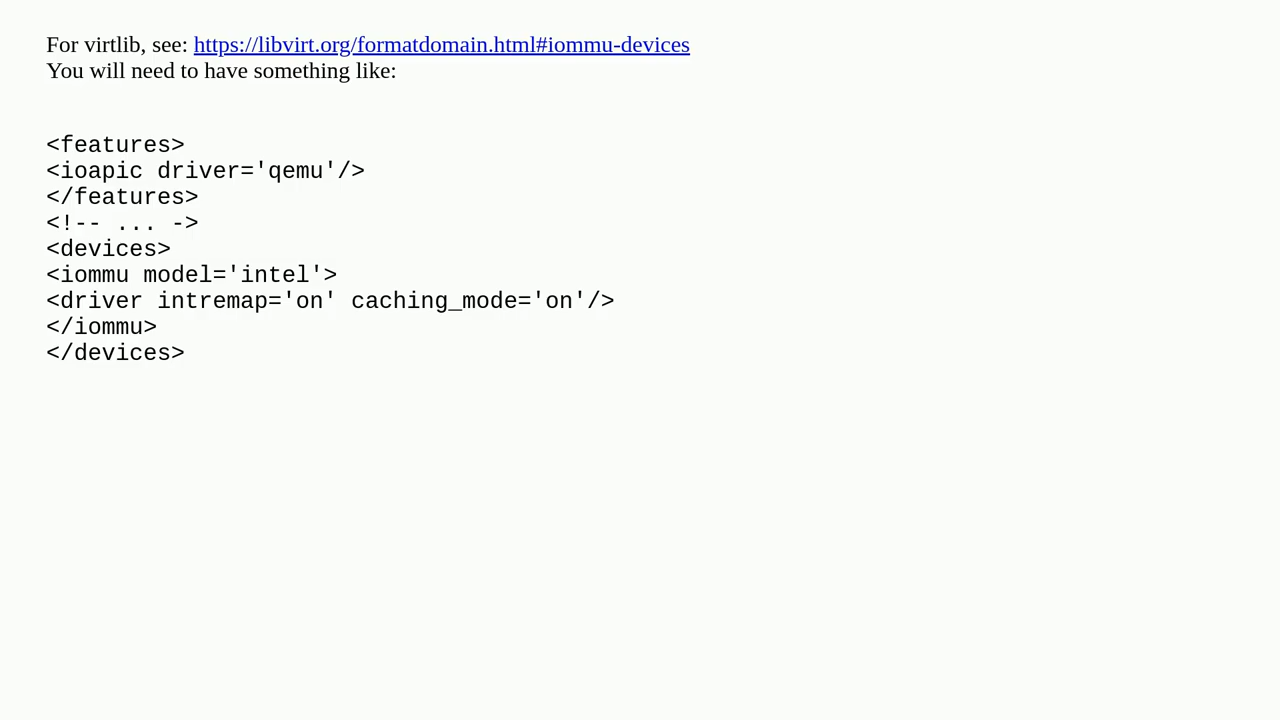 For virtlib, see: https://libvirt.org/formatdomain.html#iommu-devices
You will need to have something like:
<features>
<ioapic driver='qemu'/>
</features>
<!-- ... ->
<devices>
<iommu model='intel'>
<driver intremap='on' caching_mode='on'/>
</iommu>
</devices>